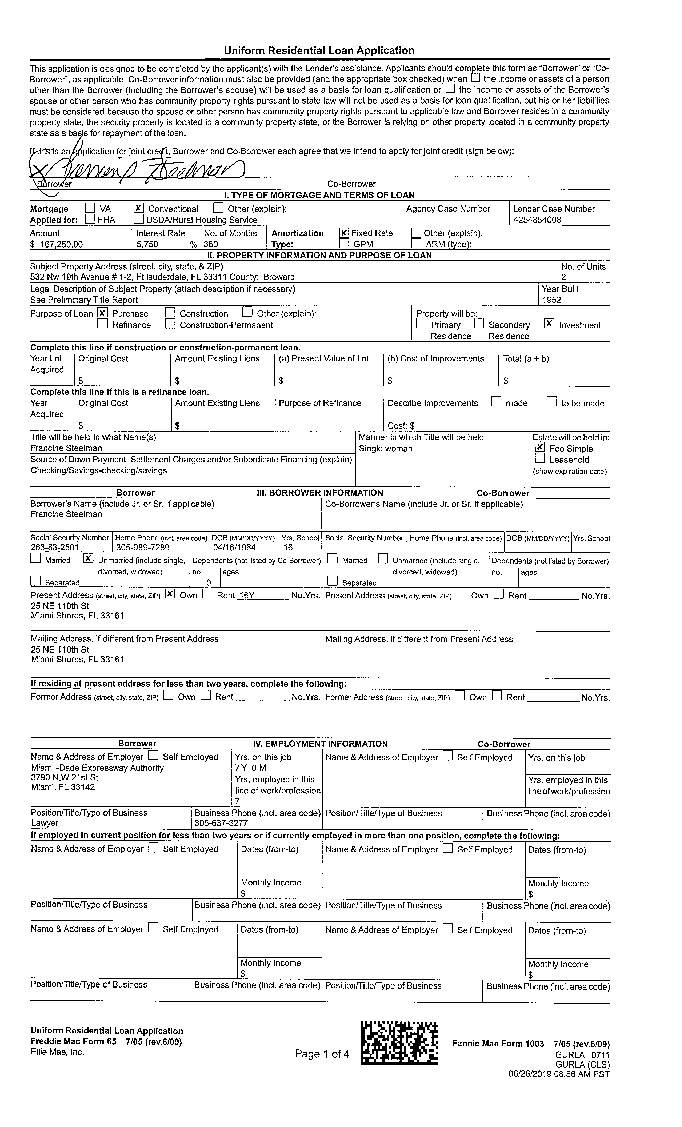 Uniform Residential Loan Application
This application is designed to be completed by the applicant(s) with the Lender's assistance. Applicants should complete this form as "Borrower" or "Co-
Borrower", as applicable. Co-Borrower information must also be provided (and the appropriate box checked) when the income or assets of a person
other than the Borrower (including the Borrower's spouse) will be used as a basis for loan qualification or the income or assets of the Borrower's
spouse or other person who has community property rights pursuant to state law will not be used as a basis for loan qualification, but his or her liabilities
must be considered because the spouse or other person has community property rights pursuant to applicable law and Borrower resides in a community
property state, the security property is located in a community property state, or the Borrower is relying on other property located in a community property
state as a basis for repayment of the loan.
If this is an application for joint credit, Borrower and Co-Borrower each agree that we intend to apply for joint credit (sign below):
Borrower Co-Borrower
I. TYPE OF MORTGAGE AND TERMS OF LOAN
Mortgage VA X Conventional Other (explain): Agency Case Number Lender Case Number
Applied for: FHA USDA/Rural Housing Service
Amount Interest Rate No. of Months Amortization X Fixed Rate Other (explain):
$ 167,250.00 5.750 % 360 Type: GPM ARM (type):
II. PROPERTY INFORMATION AND PURPOSE OF LOAN
Subject Property Address (street, city, state, & ZIP) No. of Units
532 Nw 18th Avenue # 1-2, Ft lauderdale, FL 33311 County: Broward 2
Legal Description of Subject Property (attach description if necessary) Year Built
See Preliminary Title Report 1952
Purpose of Loan X Purchase Construction Other (explain): Property will be:
Refinance Construction-Permanent Primary Residence Secondary Residence X Investment
Complete this line if construction or construction-permanent loan.
Year Lot Acquired Original Cost Amount Existing Liens (a) Present Value of Lot (b) Cost of Improvements Total (a + b)
$ $ $ $ $
Complete this line if this is a refinance loan.
Year Acquired Original Cost Amount Existing Liens Purpose of Refinance Describe Improvements made to be made
$ $ Cost: $
Title will be held in what Name(s) Manner in which Title will be held Estate will be held in:
Francine Steelman Single woman X Fee Simple
Source of Down Payment, Settlement Charges and/or Subordinate Financing (explain) Leasehold
Checking/Savings-checking/savings (show expiration date)
Borrower III. BORROWER INFORMATION Co-Borrower
Borrower's Name (include Jr. or Sr. if applicable) Co-Borrower's Name (include Jr. or Sr. if applicable)
Francine Steelman
Social Security Number Home Phone (incl. area code) DOB (MM/DD/YYYY) Yrs. School Social Security Number Home Phone (incl. area code) DOB (MM/DD/YYYY) Yrs. School
16
Married X Unmarried (include single, divorced, widowed) Dependents (not listed by Co-Borrower) Married Unmarried (include single, divorced, widowed) Dependents (not listed by Borrower)
Separated no. 0 ages Separated no. ages
Present Address (street, city, state, ZIP) X Own Rent 16Y No.Yrs. Present Address (street, city, state, ZIP) Own Rent No.Yrs.
25 NE 110th St
Miami Shores, FL 33161
Mailing Address, if different from Present Address Mailing Address, if different from Present Address
25 NE 110th St
Miami Shores, FL 33161
If residing at present address for less than two years, complete the following:
Former Address (street, city, state, ZIP) Own Rent No.Yrs. Former Address (street, city, state, ZIP) Own Rent No.Yrs.
Borrower IV. EMPLOYMENT INFORMATION Co-Borrower
Name & Address of Employer Self Employed Yrs. on this job Name & Address of Employer Self Employed Yrs. on this job
Miami-Dade Expressway Authority 7 Y 0 M
3790 N.W 21st St Yrs. employed in this Yrs. employed in this
Miami, FL 33142 line of work/profession line of work/profession
7
Position/Title/Type of Business Business Phone (incl. area code) Position/Title/Type of Business Business Phone (incl. area code)
Lawyer 305-637-3277
If employed in current position for less than two years or if currently employed in more than one position, complete the following:
Name & Address of Employer Self Employed Dates (from-to) Name & Address of Employer Self Employed Dates (from-to)
Monthly Income Monthly Income
$ $
Position/Title/Type of Business Business Phone (incl. area code) Position/Title/Type of Business Business Phone (incl. area code)
Name & Address of Employer Self Employed Dates (from-to) Name & Address of Employer Self Employed Dates (from-to)
Monthly Income Monthly Income
$ $
Position/Title/Type of Business Business Phone (incl. area code) Position/Title/Type of Business Business Phone (incl. area code)
Uniform Residential Loan Application
Freddie Mac Form 65 7/05 (rev.6/09) Fannie Mae Form 1003 7/05 (rev.6/09)
Ellie Mae, Inc. Page 1 of 4 GURLA 0711
GURLA (CLS)
06/26/2019 08:56 AM PST